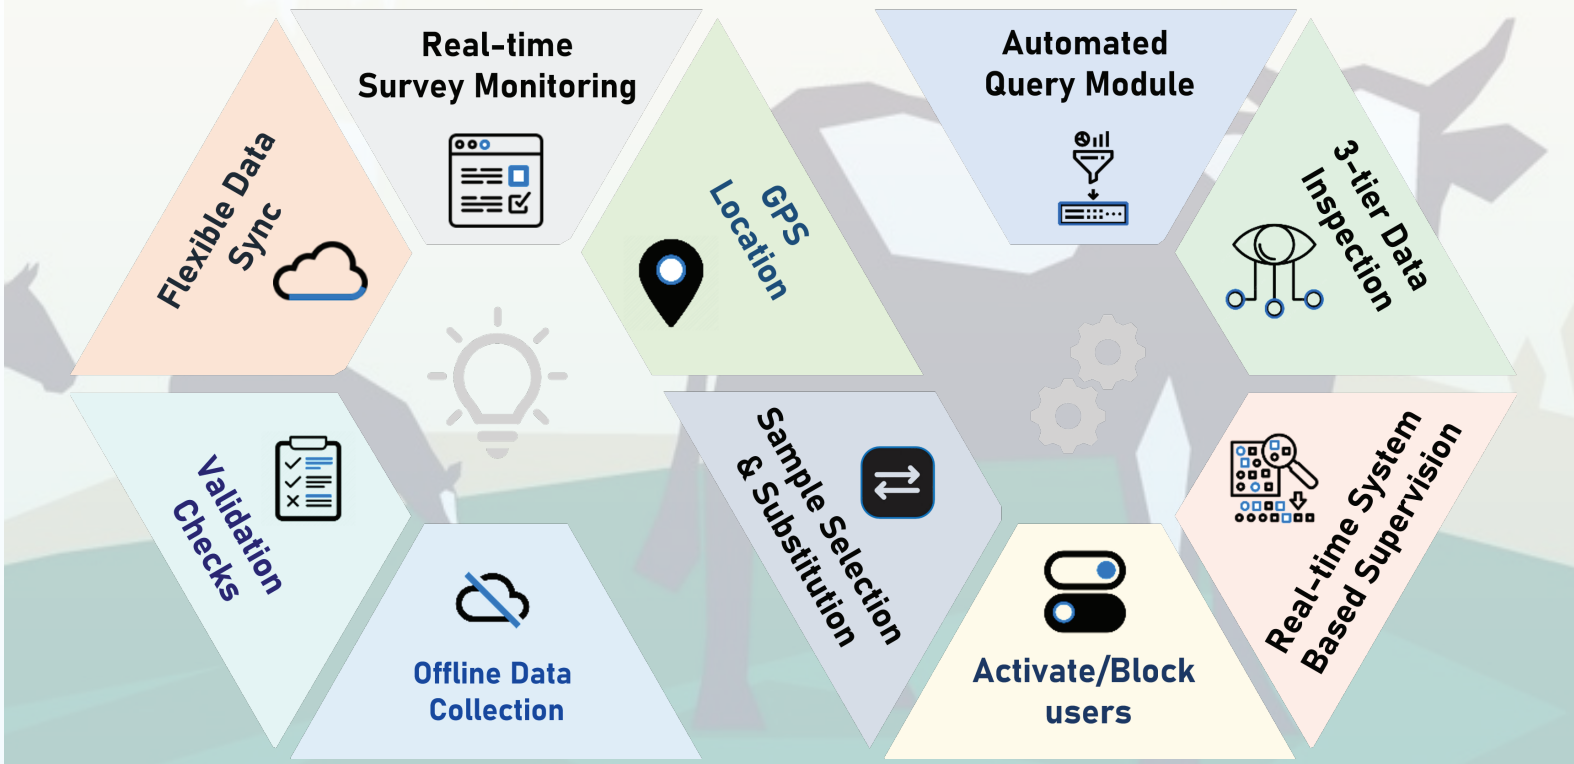 Real-time
Survey Monitoring
Automated
Query Module
Flexible Data
Sync
GPS
Location
3-tier Data
Inspection
Validation
Checks
Sample Selection
& Substitution
Real-time System
Based Supervision
Offline Data
Collection
Activate/Block
users